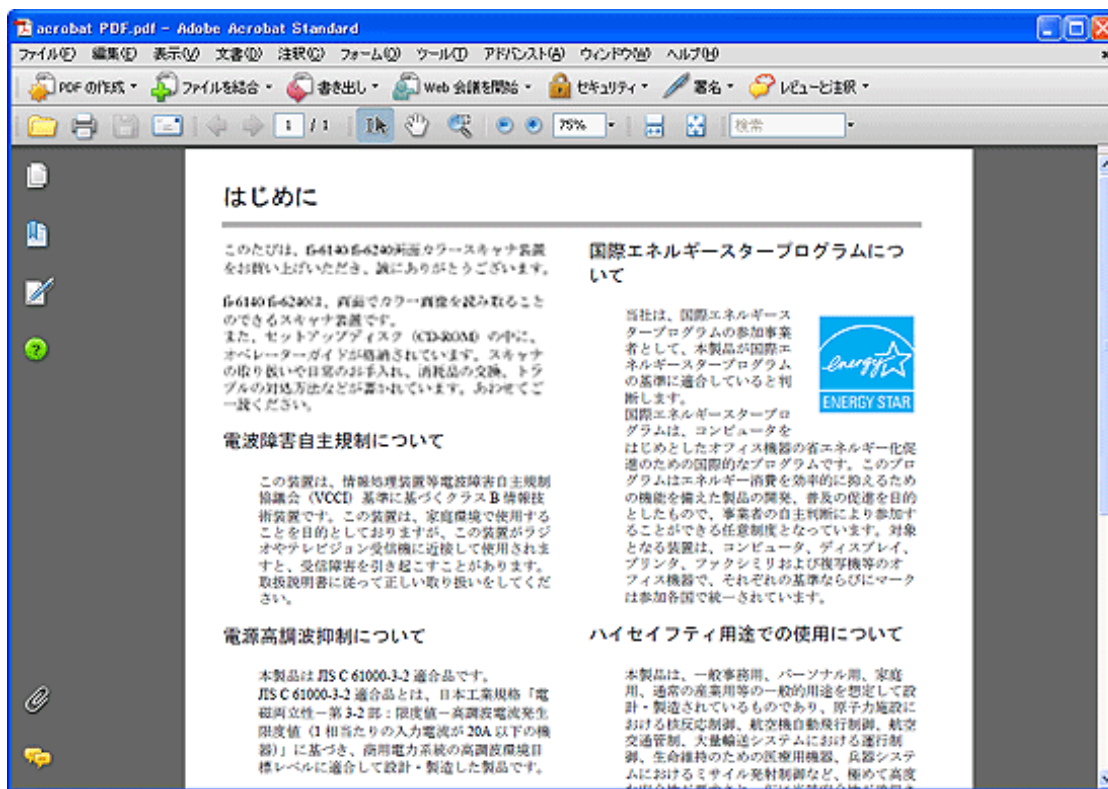 acrobat PDF.pdf - Adobe Acrobat Standard
ファイル(F) 編集(E) 表示(V) 文書(D) 注釈(C) フォーム(O) ツール(T) アドバンスト(A) ウィンドウ(W) ヘルプ(H)
PDF の作成 ファイルを結合 書き出し Web 会議を開始 セキュリティ 署名 レビューと注釈
1 / 1 75% 検索
はじめに
このたびは、fi-6140/fi-6240両面カラースキャナ装置
をお買い上げいただき、誠にありがとうございます。
fi-6140/fi-6240は、両面でカラー画像を読み取ること
のできるスキャナ装置です。
また、セットアップディスク (CD-ROM) の中に、
オペレーターガイドが格納されています。スキャナ
の取り扱いや日常のお手入れ、消耗品の交換、トラ
ブルの対処方法などが書かれています。あわせてご
一読ください。
電波障害自主規制について
この装置は、情報処理装置等電波障害自主規制
協議会 (VCCI) 基準に基づくクラス B 情報技
術装置です。この装置は、家庭環境で使用する
ことを目的としておりますが、この装置がラジ
オやテレビジョン受信機に近接して使用されま
すと、受信障害を引き起こすことがあります。
取扱説明書に従って正しい取り扱いをしてくだ
さい。
電源高調波抑制について
本製品は JIS C 61000-3-2 適合品です。
JIS C 61000-3-2 適合品とは、日本工業規格「電
磁両立性－第 3-2 部：限度値－高調波電流発生
限度値 (1 相当たりの入力電流が 20A 以下の機
器)」に基づき、商用電力系統の高調波環境目
標レベルに適合して設計・製造した製品です。
国際エネルギースタープログラムにつ
いて
当社は、国際エネルギース
タープログラムの参加事業
者として、本製品が国際エ
ネルギースタープログラム
の基準に適合していると判
断します。
energy
ENERGY STAR
国際エネルギースタープロ
グラムは、コンピュータを
はじめとしたオフィス機器の省エネルギー化促
進のための国際的なプログラムです。このプロ
グラムはエネルギー消費を効率的に抑えるため
の機能を備えた製品の開発、普及の促進を目的
としたもので、事業者の自主判断により参加す
ることができる任意制度となっています。対象
となる装置は、コンピュータ、ディスプレイ、
プリンタ、ファクシミリおよび複写機等のオ
フィス機器で、それぞれの基準ならびにマーク
は参加各国で統一されています。
ハイセイフティ用途での使用について
本製品は、一般事務用、パーソナル用、家庭
用、通常の産業用等の一般的用途を想定して設
計・製造されているものであり、原子力施設に
おける核反応制御、航空機自動飛行制御、航空
交通管制、大量輸送システムにおける運行制
御、生命維持のための医療用機器、兵器システ
ムにおけるミサイル発射制御など、極めて高度